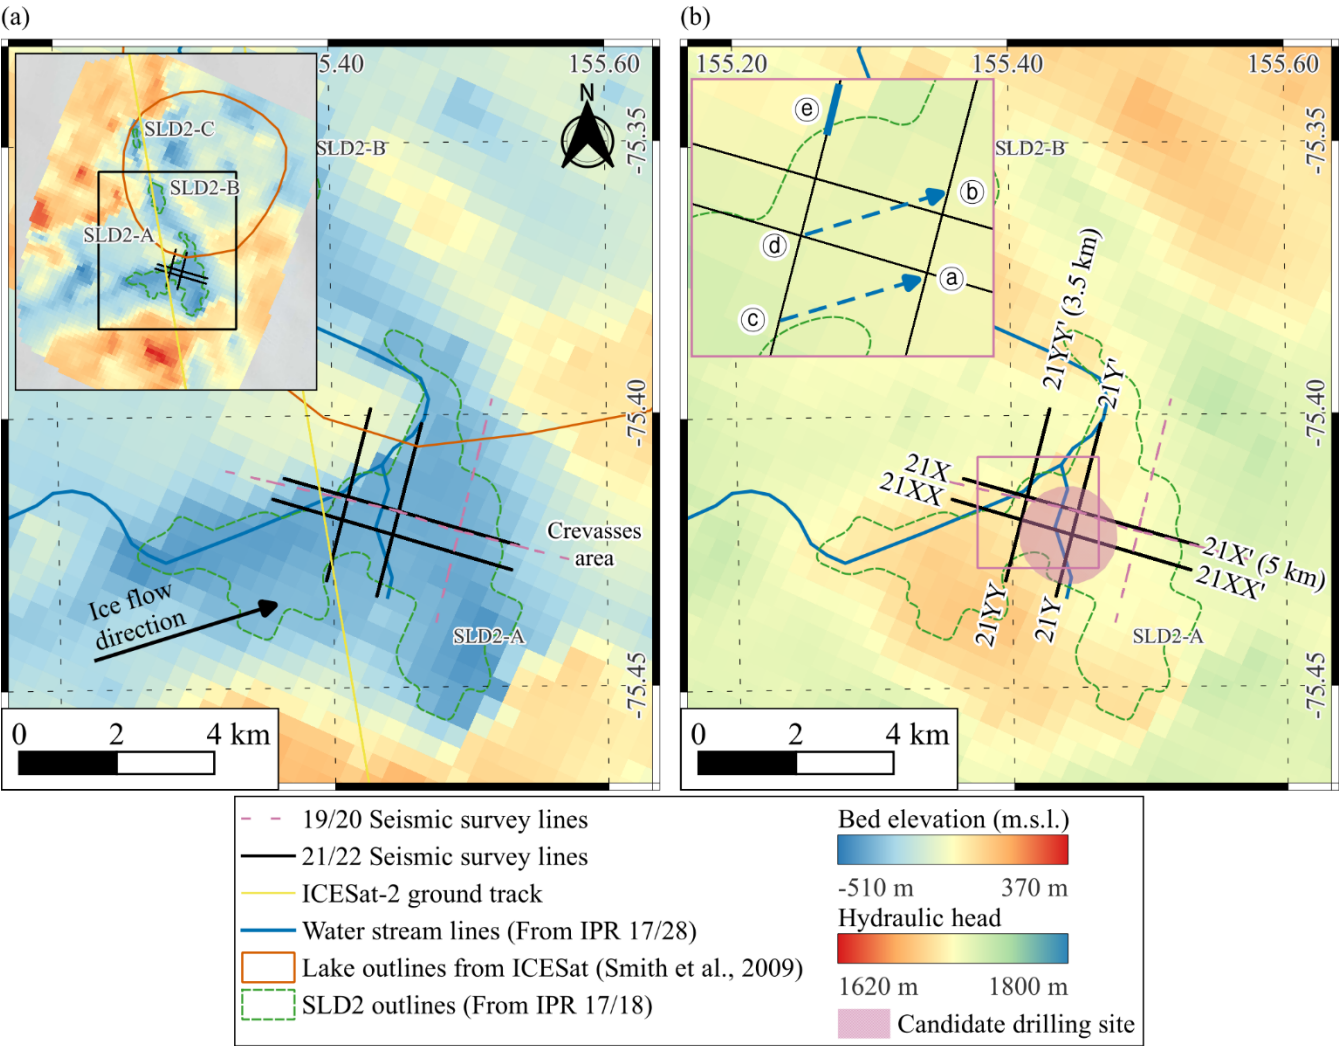 (a)
(b)
5.40
155.60
155.20
155.40
155.60
N
SLD2-C
SLD2-B
SLD2-A
SLD2-B
SLD2-B
-75.35
-75.35
e
b
d
a
c
21YY' (3.5 km)
21Y'
-75.40
-75.40
21X
21XX
Crevasses
area
21X' (5 km)
21XX'
Ice flow
direction
21YY
21Y
SLD2-A
SLD2-A
-75.45
-75.45
0 2 4 km
0 2 4 km
19/20 Seismic survey lines
21/22 Seismic survey lines
ICESat-2 ground track
Water stream lines (From IPR 17/28)
Lake outlines from ICESat (Smith et al., 2009)
SLD2 outlines (From IPR 17/18)
Bed elevation (m.s.l.)
-510 m 370 m
Hydraulic head
1620 m 1800 m
Candidate drilling site